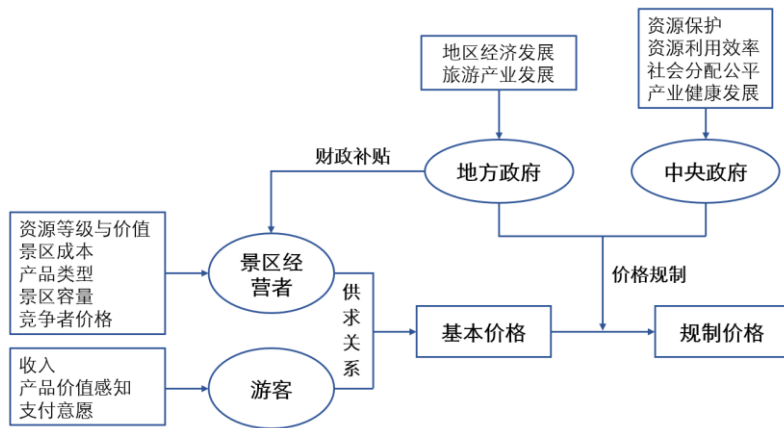 资源保护
资源利用效率
社会分配公平
产业健康发展
地区经济发展
旅游产业发展
财政补贴
地方政府
中央政府
资源等级与价值
景区成本
产品类型
景区容量
竞争者价格
景区经
营者
价格规制
供求关系
基本价格
规制价格
收入
产品价值感知
支付意愿
游客